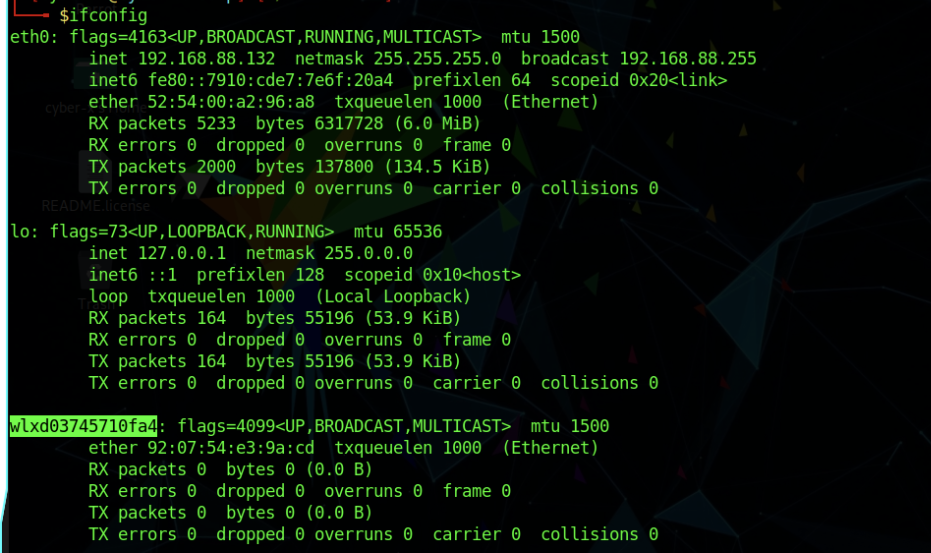 $ifconfig
eth0: flags=4163<UP,BROADCAST,RUNNING,MULTICAST>  mtu 1500
        inet 192.168.88.132  netmask 255.255.255.0  broadcast 192.168.88.255
        inet6 fe80::7910:cde7:7e6f:20a4  prefixlen 64  scopeid 0x20<link>
        ether 52:54:00:a2:96:a8  txqueuelen 1000  (Ethernet)
        RX packets 5233  bytes 6317728 (6.0 MiB)
        RX errors 0  dropped 0  overruns 0  frame 0
        TX packets 2000  bytes 137800 (134.5 KiB)
        TX errors 0  dropped 0 overruns 0  carrier 0  collisions 0
README.license
lo: flags=73<UP,LOOPBACK,RUNNING>  mtu 65536
        inet 127.0.0.1  netmask 255.0.0.0
        inet6 ::1  prefixlen 128  scopeid 0x10<host>
        loop  txqueuelen 1000  (Local Loopback)
        RX packets 164  bytes 55196 (53.9 KiB)
        RX errors 0  dropped 0  overruns 0  frame 0
        TX packets 164  bytes 55196 (53.9 KiB)
        TX errors 0  dropped 0 overruns 0  carrier 0  collisions 0
wlxd03745710fa4: flags=4099<UP,BROADCAST,MULTICAST>  mtu 1500
        ether 92:07:54:e3:9a:cd  txqueuelen 1000  (Ethernet)
        RX packets 0  bytes 0 (0.0 B)
        RX errors 0  dropped 0  overruns 0  frame 0
        TX packets 0  bytes 0 (0.0 B)
        TX errors 0  dropped 0 overruns 0  carrier 0  collisions 0